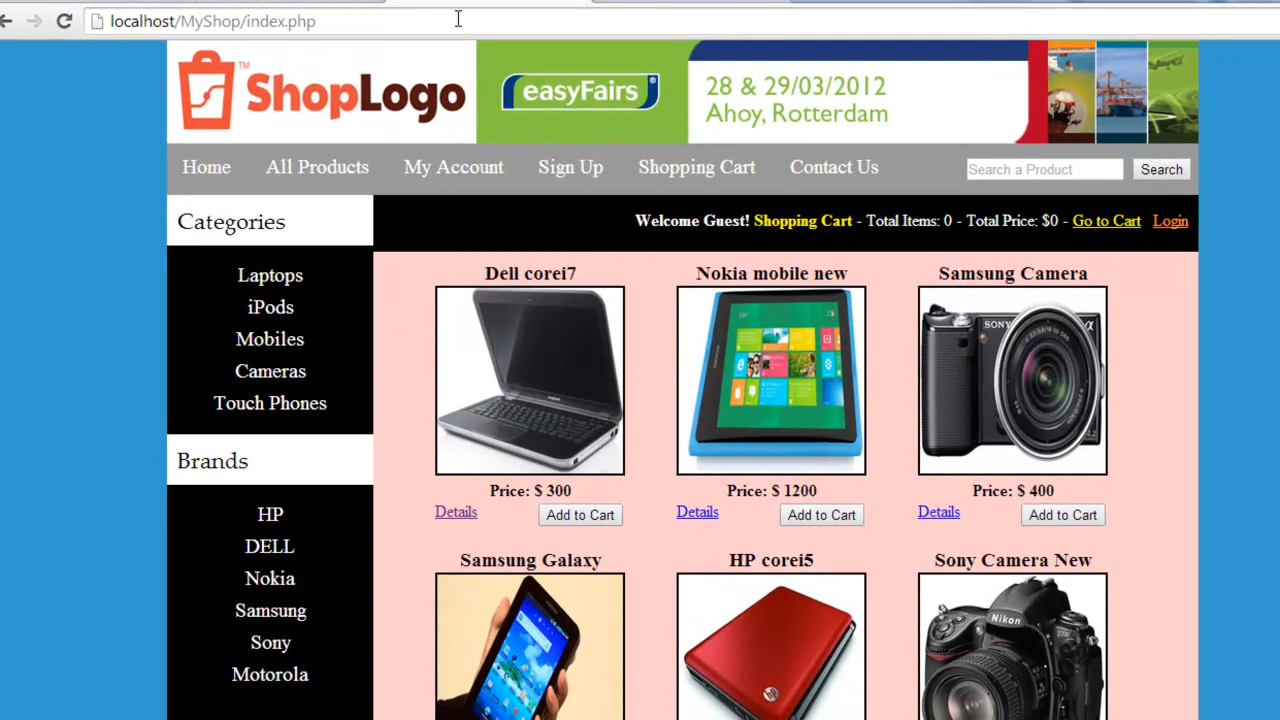 localhost/MyShop/index.php
ShopLogo™
easyFairs®
28 & 29/03/2012
Ahoy, Rotterdam
Home
All Products
My Account
Sign Up
Shopping Cart
Contact Us
Search a Product
Search
Categories
Welcome Guest! Shopping Cart - Total Items: 0 - Total Price: $0 - Go to Cart Login
Laptops
iPods
Mobiles
Cameras
Touch Phones
Brands
HP
DELL
Nokia
Samsung
Sony
Motorola
Dell corei7
Price: $ 300
Details
Add to Cart
Nokia mobile new
Price: $ 1200
Details
Add to Cart
Samsung Camera
SONY
Price: $ 400
Details
Add to Cart
Samsung Galaxy
HP corei5
hp
Sony Camera New
Nikon